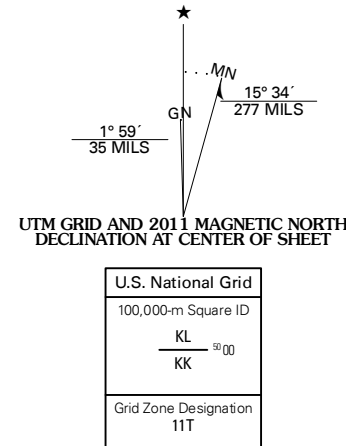 ★
MN
GN
15° 34´
277 MILS
1° 59´
35 MILS
UTM GRID AND 2011 MAGNETIC NORTH
DECLINATION AT CENTER OF SHEET
U.S. National Grid
100,000-m Square ID
KL
50 00
KK
Grid Zone Designation
11T